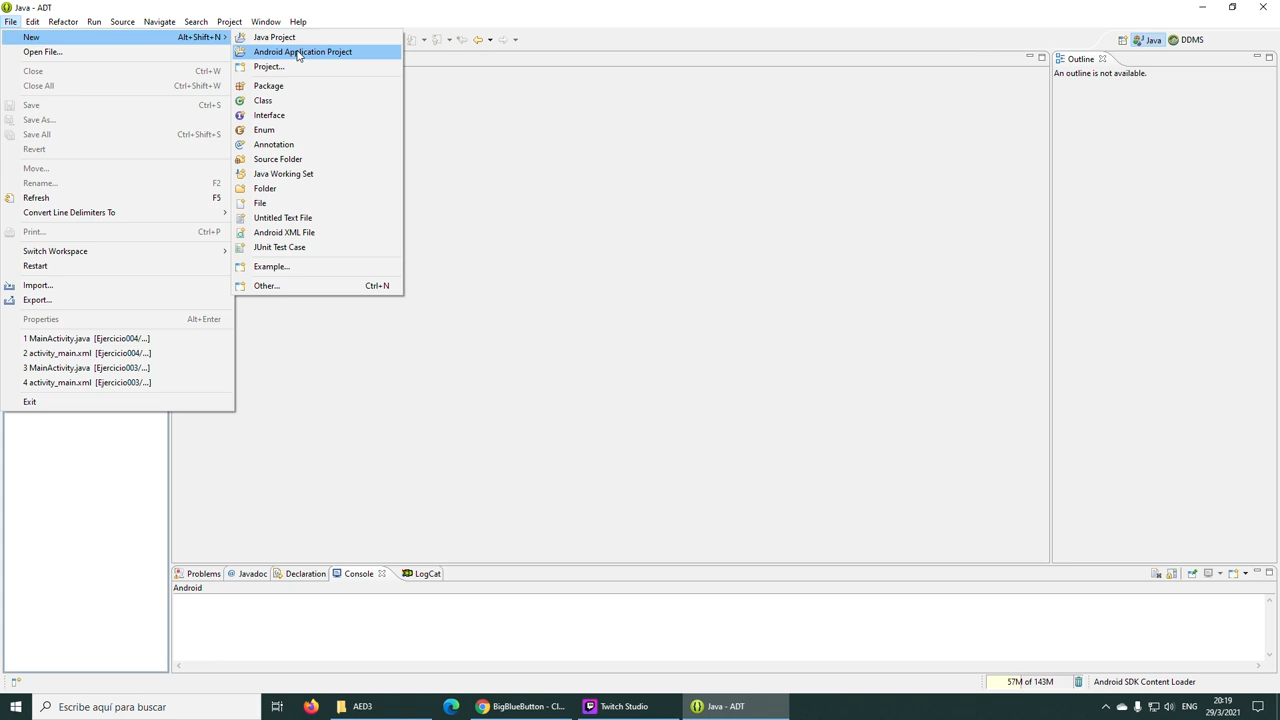 Java - ADT
File Edit Refactor Run Source Navigate Search Project Window Help
New Alt+Shift+N
Open File...
Close Ctrl+W
Close All Ctrl+Shift+W
Save Ctrl+S
Save As...
Save All Ctrl+Shift+S
Revert
Move...
Rename... F2
Refresh F5
Convert Line Delimiters To
Print... Ctrl+P
Switch Workspace
Restart
Import...
Export...
Properties Alt+Enter
1 MainActivity.java [Ejercicio004/...]
2 activity_main.xml [Ejercicio004/...]
3 MainActivity.java [Ejercicio003/...]
4 activity_main.xml [Ejercicio003/...]
Exit
Java Project
Android Application Project
Project...
Package
Class
Interface
Enum
Annotation
Source Folder
Java Working Set
Folder
File
Untitled Text File
Android XML File
JUnit Test Case
Example...
Other... Ctrl+N
Java DDMS
Outline
An outline is not available.
Problems Javadoc Declaration Console LogCat
Android
57M of 143M Android SDK Content Loader
Escribe aquí para buscar AED3 BigBlueButton - Cl... Twitch Studio Java - ADT ENG
20:19
29/3/2021